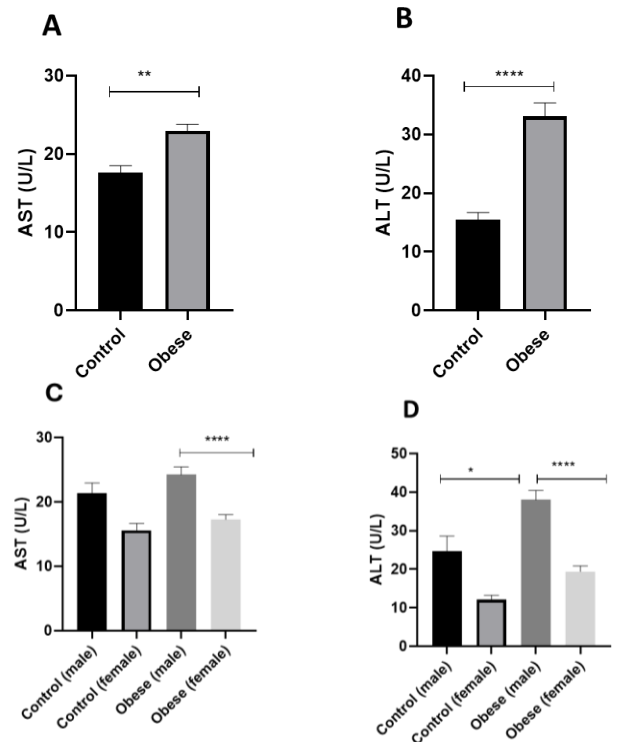 A
30
20
10
0
AST (U/L)
**
Control
Obese
B
40
30
20
10
0
ALT (U/L)
****
Control
Obese
C
30
20
10
0
AST (U/L)
****
Control (male)
Control (female)
Obese (male)
Obese (female)
D
50
40
30
20
10
0
ALT (U/L)
*
****
Control (male)
Control (female)
Obese (male)
Obese (female)